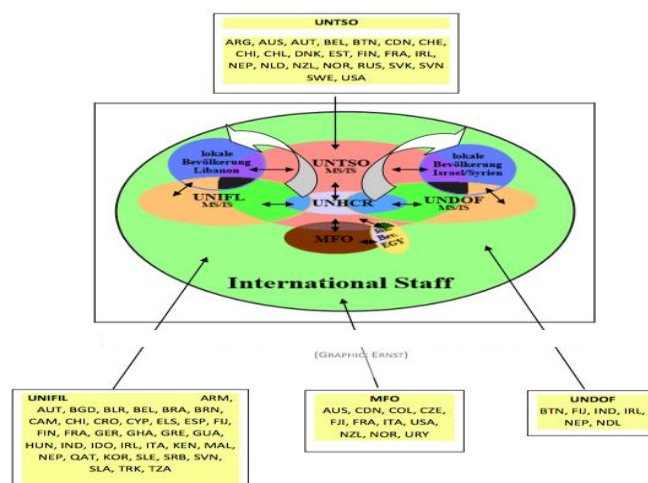 UNTSO
ARG, AUS, AUT, BEL, BTN, CDN, CHE,
CHI, CHL, DNK, EST, FIN, FRA, IRL,
NEP, NLD, NZL, NOR, RUS, SVK, SVN
SWE, USA
lokale
Bevölkerung
Libanon
UNTSO
MS/IS
lokale
Bevölkerung
Israel/Syrien
UNIFL
MS/IS
UNHCR
UNDOF
MS/IS
MFO
Bev.
EGY
International Staff
(GRAPHIC: ERNST)
UNIFIL ARM,
AUT, BGD, BLR, BEL, BRA, BRN,
CAM, CHI, CRO, CYP, ELS, ESP, FIJ,
FIN, FRA, GER, GHA, GRE, GUA,
HUN, IND, IDO, IRL, ITA, KEN, MAL,
NEP, QAT, KOR, SLE, SRB, SVN,
SLA, TRK, TZA
MFO
AUS, CDN, COL, CZE,
FJI, FRA, ITA, USA,
NZL, NOR, URY
UNDOF
BTN, FIJ, IND, IRL,
NEP, NDL